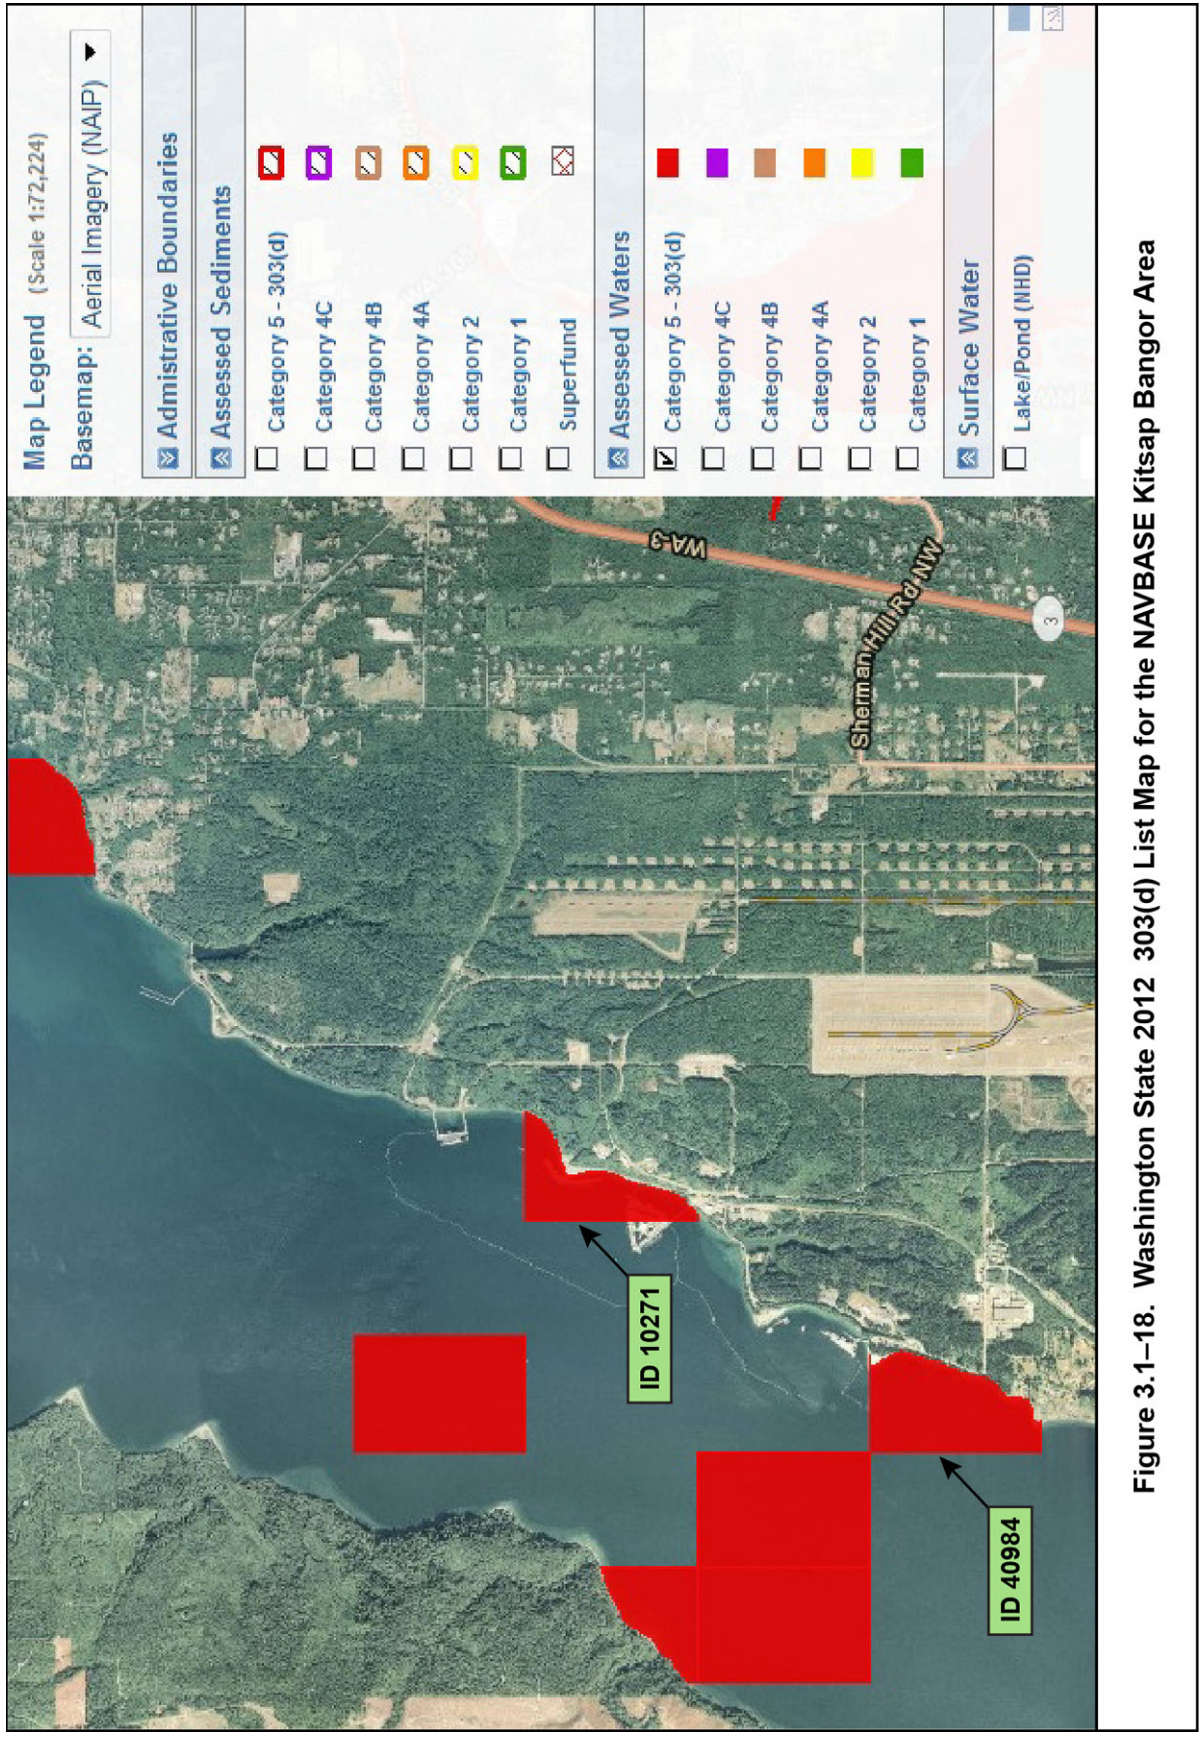 Map Legend (Scale 1:72,224)
Basemap: Aerial Imagery (NAIP)
Administrative Boundaries
Assessed Sediments
Category 5 - 303(d)
Category 4C
Category 4B
Category 4A
Category 2
Category 1
Superfund
Assessed Waters
Category 5 - 303(d)
Category 4C
Category 4B
Category 4A
Category 2
Category 1
Surface Water
Lake/Pond (NHD)
WA-3
Sherman Hill Rd NW
3
ID 10271
ID 40984
Figure 3.1–18. Washington State 2012 303(d) List Map for the NAVBASE Kitsap Bangor Area